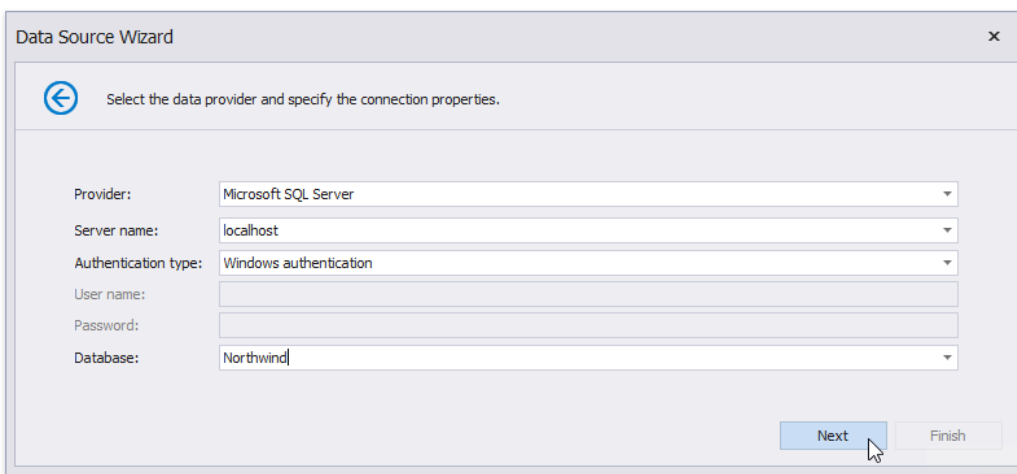 Data Source Wizard
Select the data provider and specify the connection properties.
Provider: Microsoft SQL Server
Server name: localhost
Authentication type: Windows authentication
User name:
Password:
Database: Northwind
Next Finish